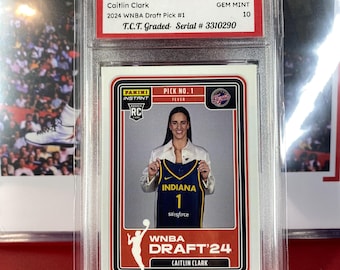 Caitlin Clark GEM MINT
2024 WNBA Draft Pick #1 10
T.C.T. Graded- Serial # 3310290
PANINI
INSTANT
PICK NO. 1
FEVER
RC
INDIANA
1
salesforce
WNBA
DRAFT'24
CAITLIN CLARK